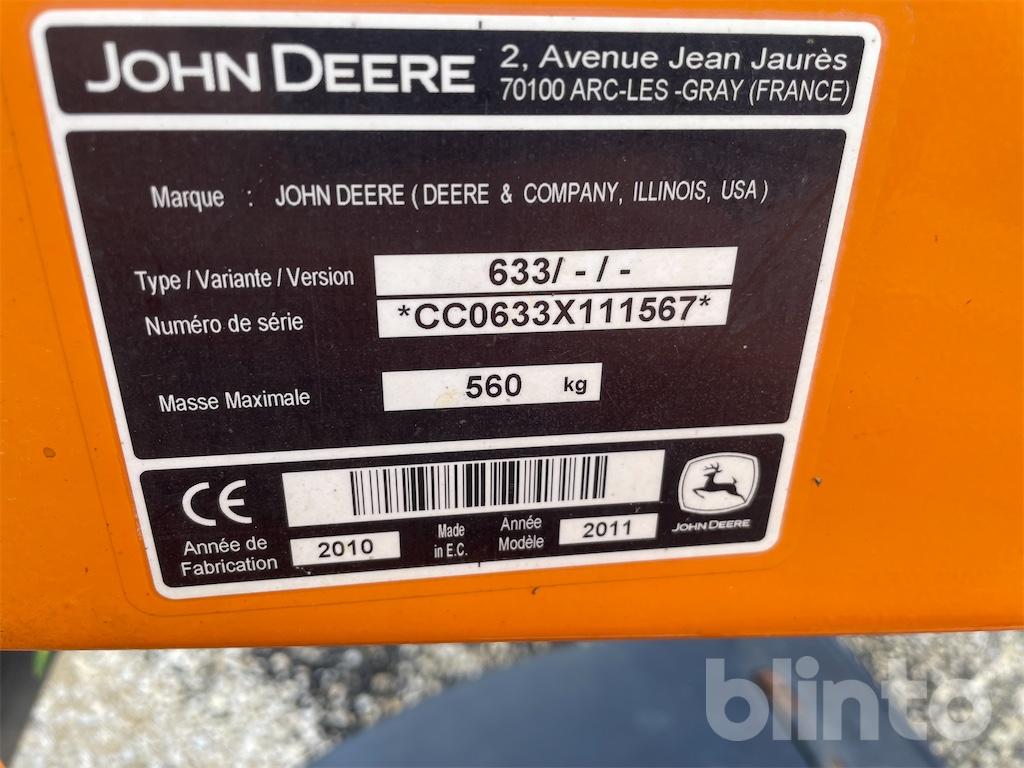 JOHN DEERE
2, Avenue Jean Jaurès
70100 ARC-LES -GRAY (FRANCE)
Marque : JOHN DEERE ( DEERE & COMPANY, ILLINOIS, USA )
Type / Variante / Version 633/ - / -
Numéro de série *CC0633X111567*
Masse Maximale 560 kg
CE
JOHN DEERE
Année de Fabrication 2010
Made in E.C.
Année Modèle 2011
blinto